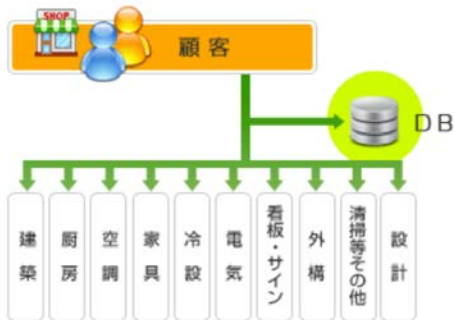 SHOP
顧客
DB
建築
厨房
空調
家具
冷設
電気
看板・サイン
外構
清掃等その他
設計